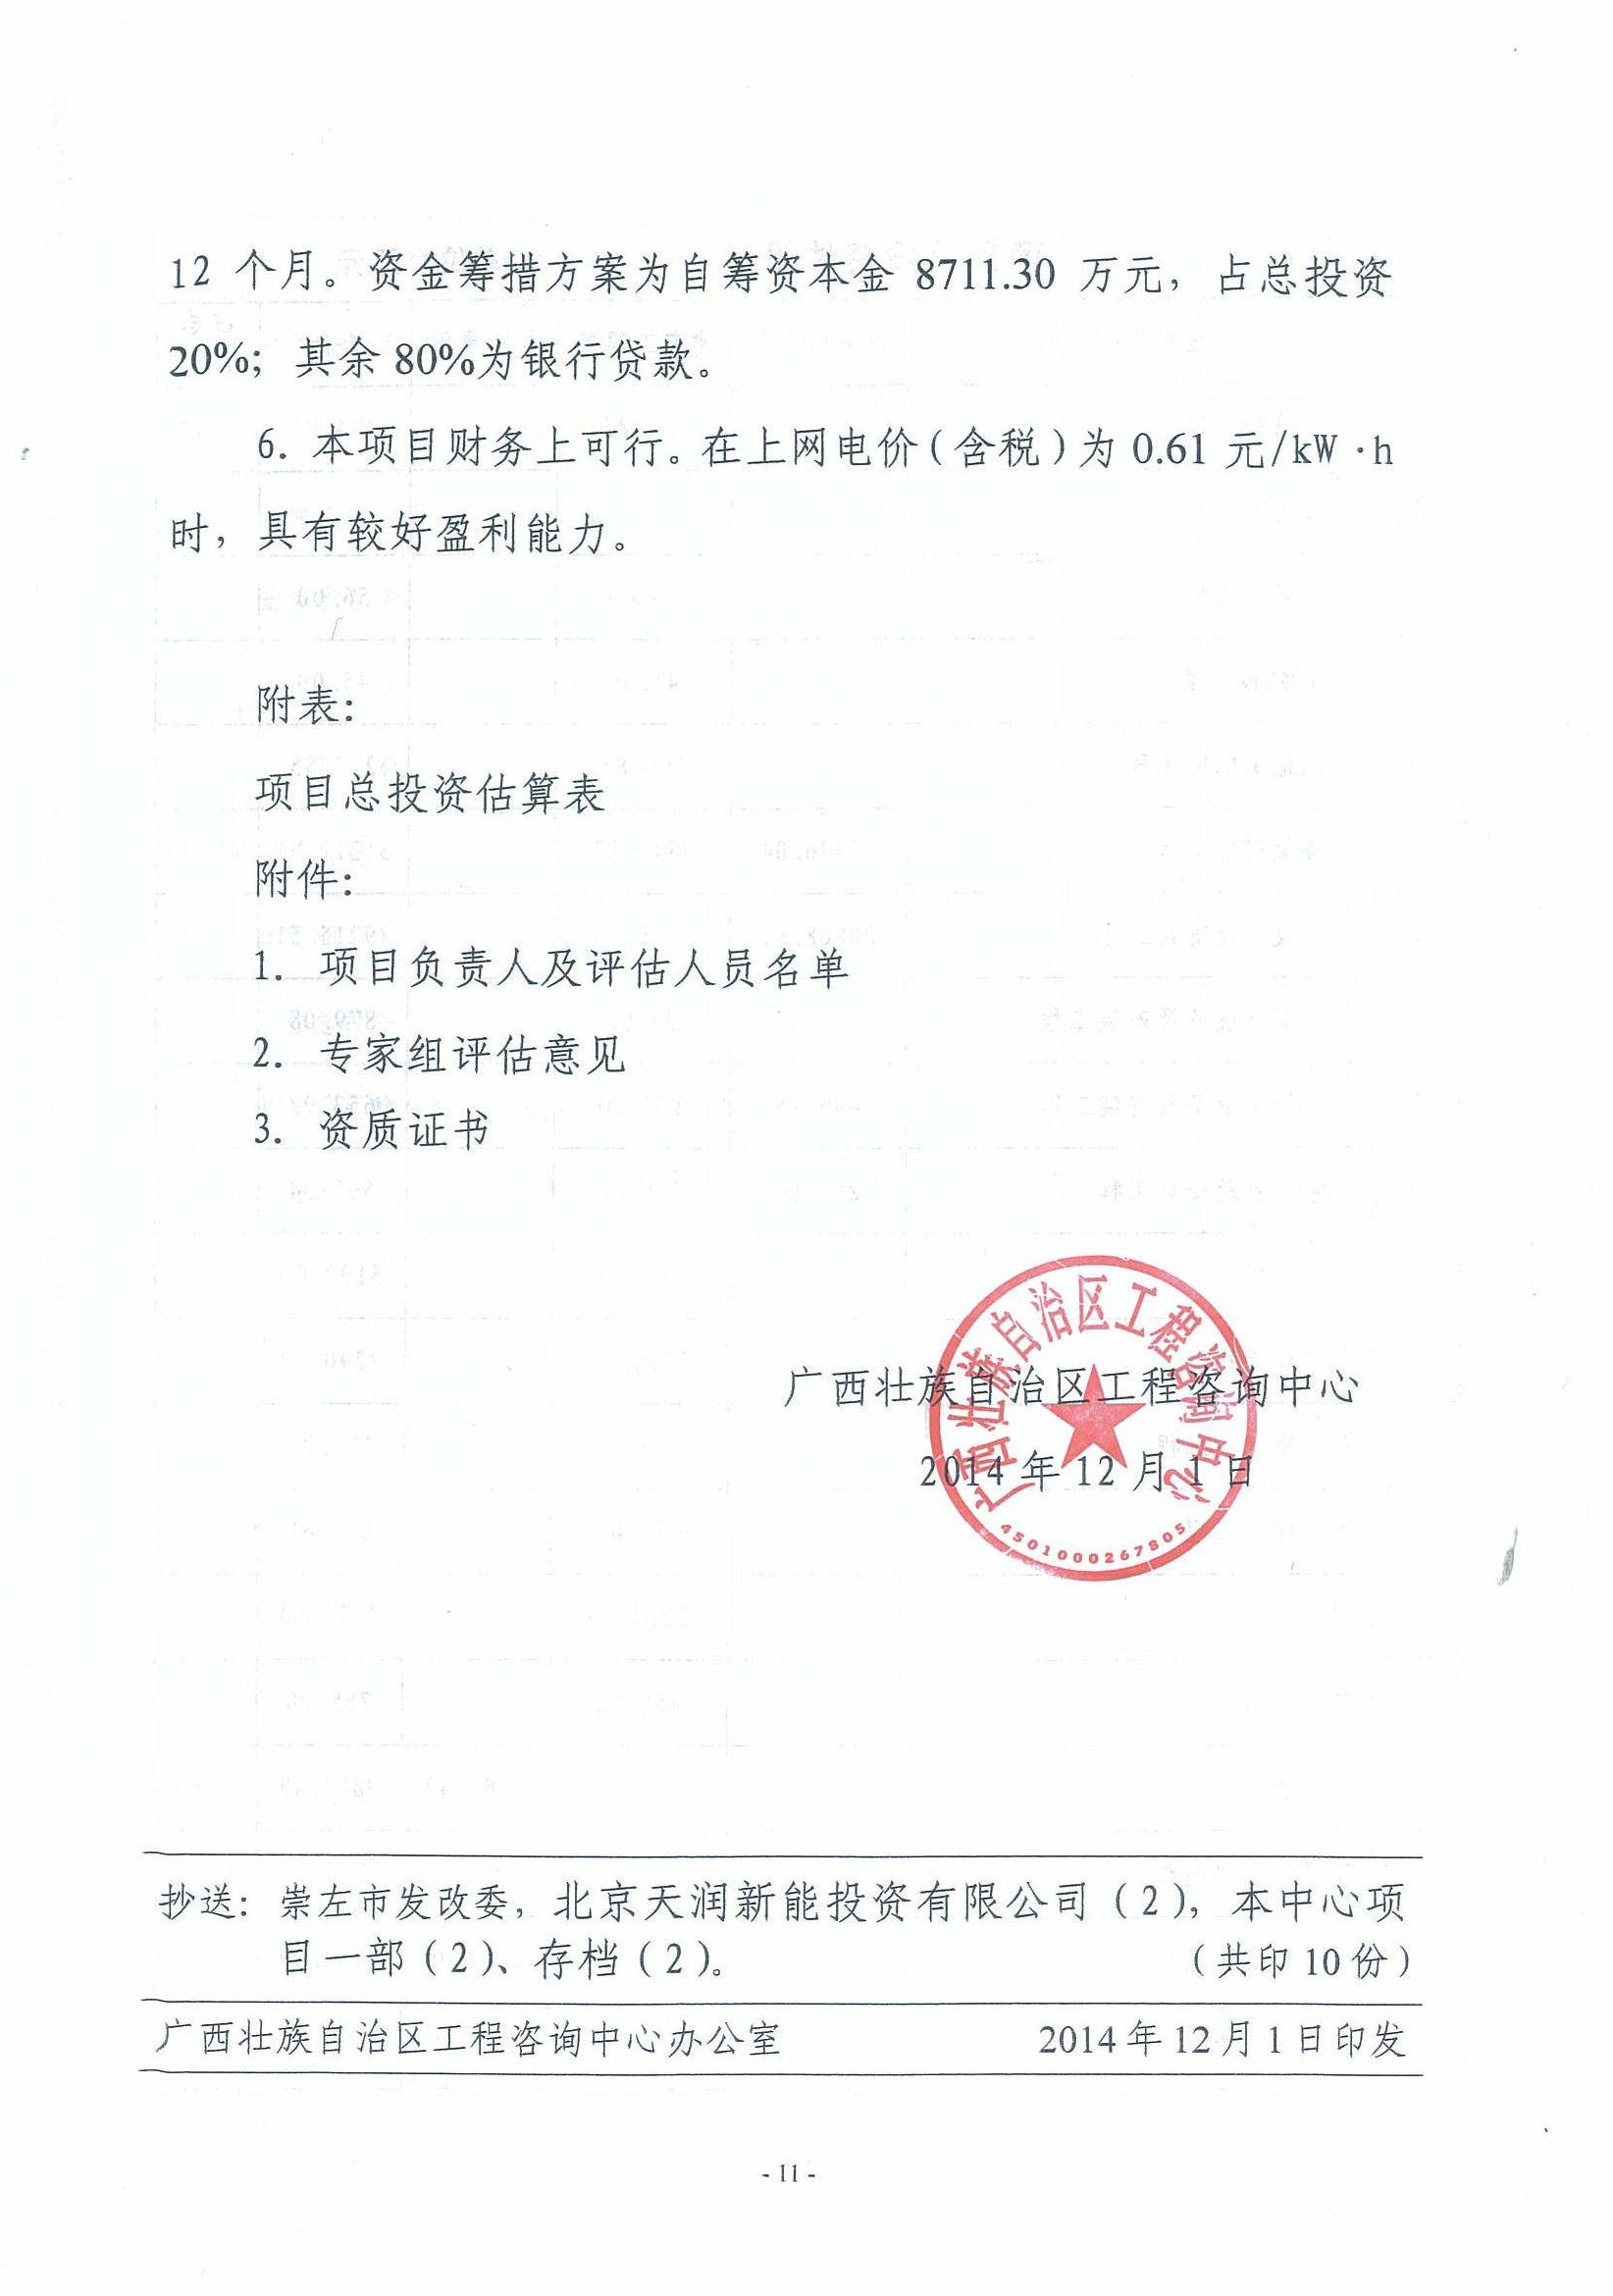 12 个月。资金筹措方案为自筹资本金 8711.30 万元，占总投资
20%；其余 80%为银行贷款。
6. 本项目财务上可行。在上网电价（含税）为 0.61 元/kW·h
时，具有较好盈利能力。
附表：
项目总投资估算表
附件：
1. 项目负责人及评估人员名单
2. 专家组评估意见
3. 资质证书
广西壮族自治区工程咨询中心
广西壮族自治区工程咨询中心
2014 年 12 月 1 日
4501000267805
抄送：崇左市发改委，北京天润新能投资有限公司（2），本中心项
目一部（2）、存档（2）。 （共印 10 份）
广西壮族自治区工程咨询中心办公室 2014 年 12 月 1 日印发
- 11 -